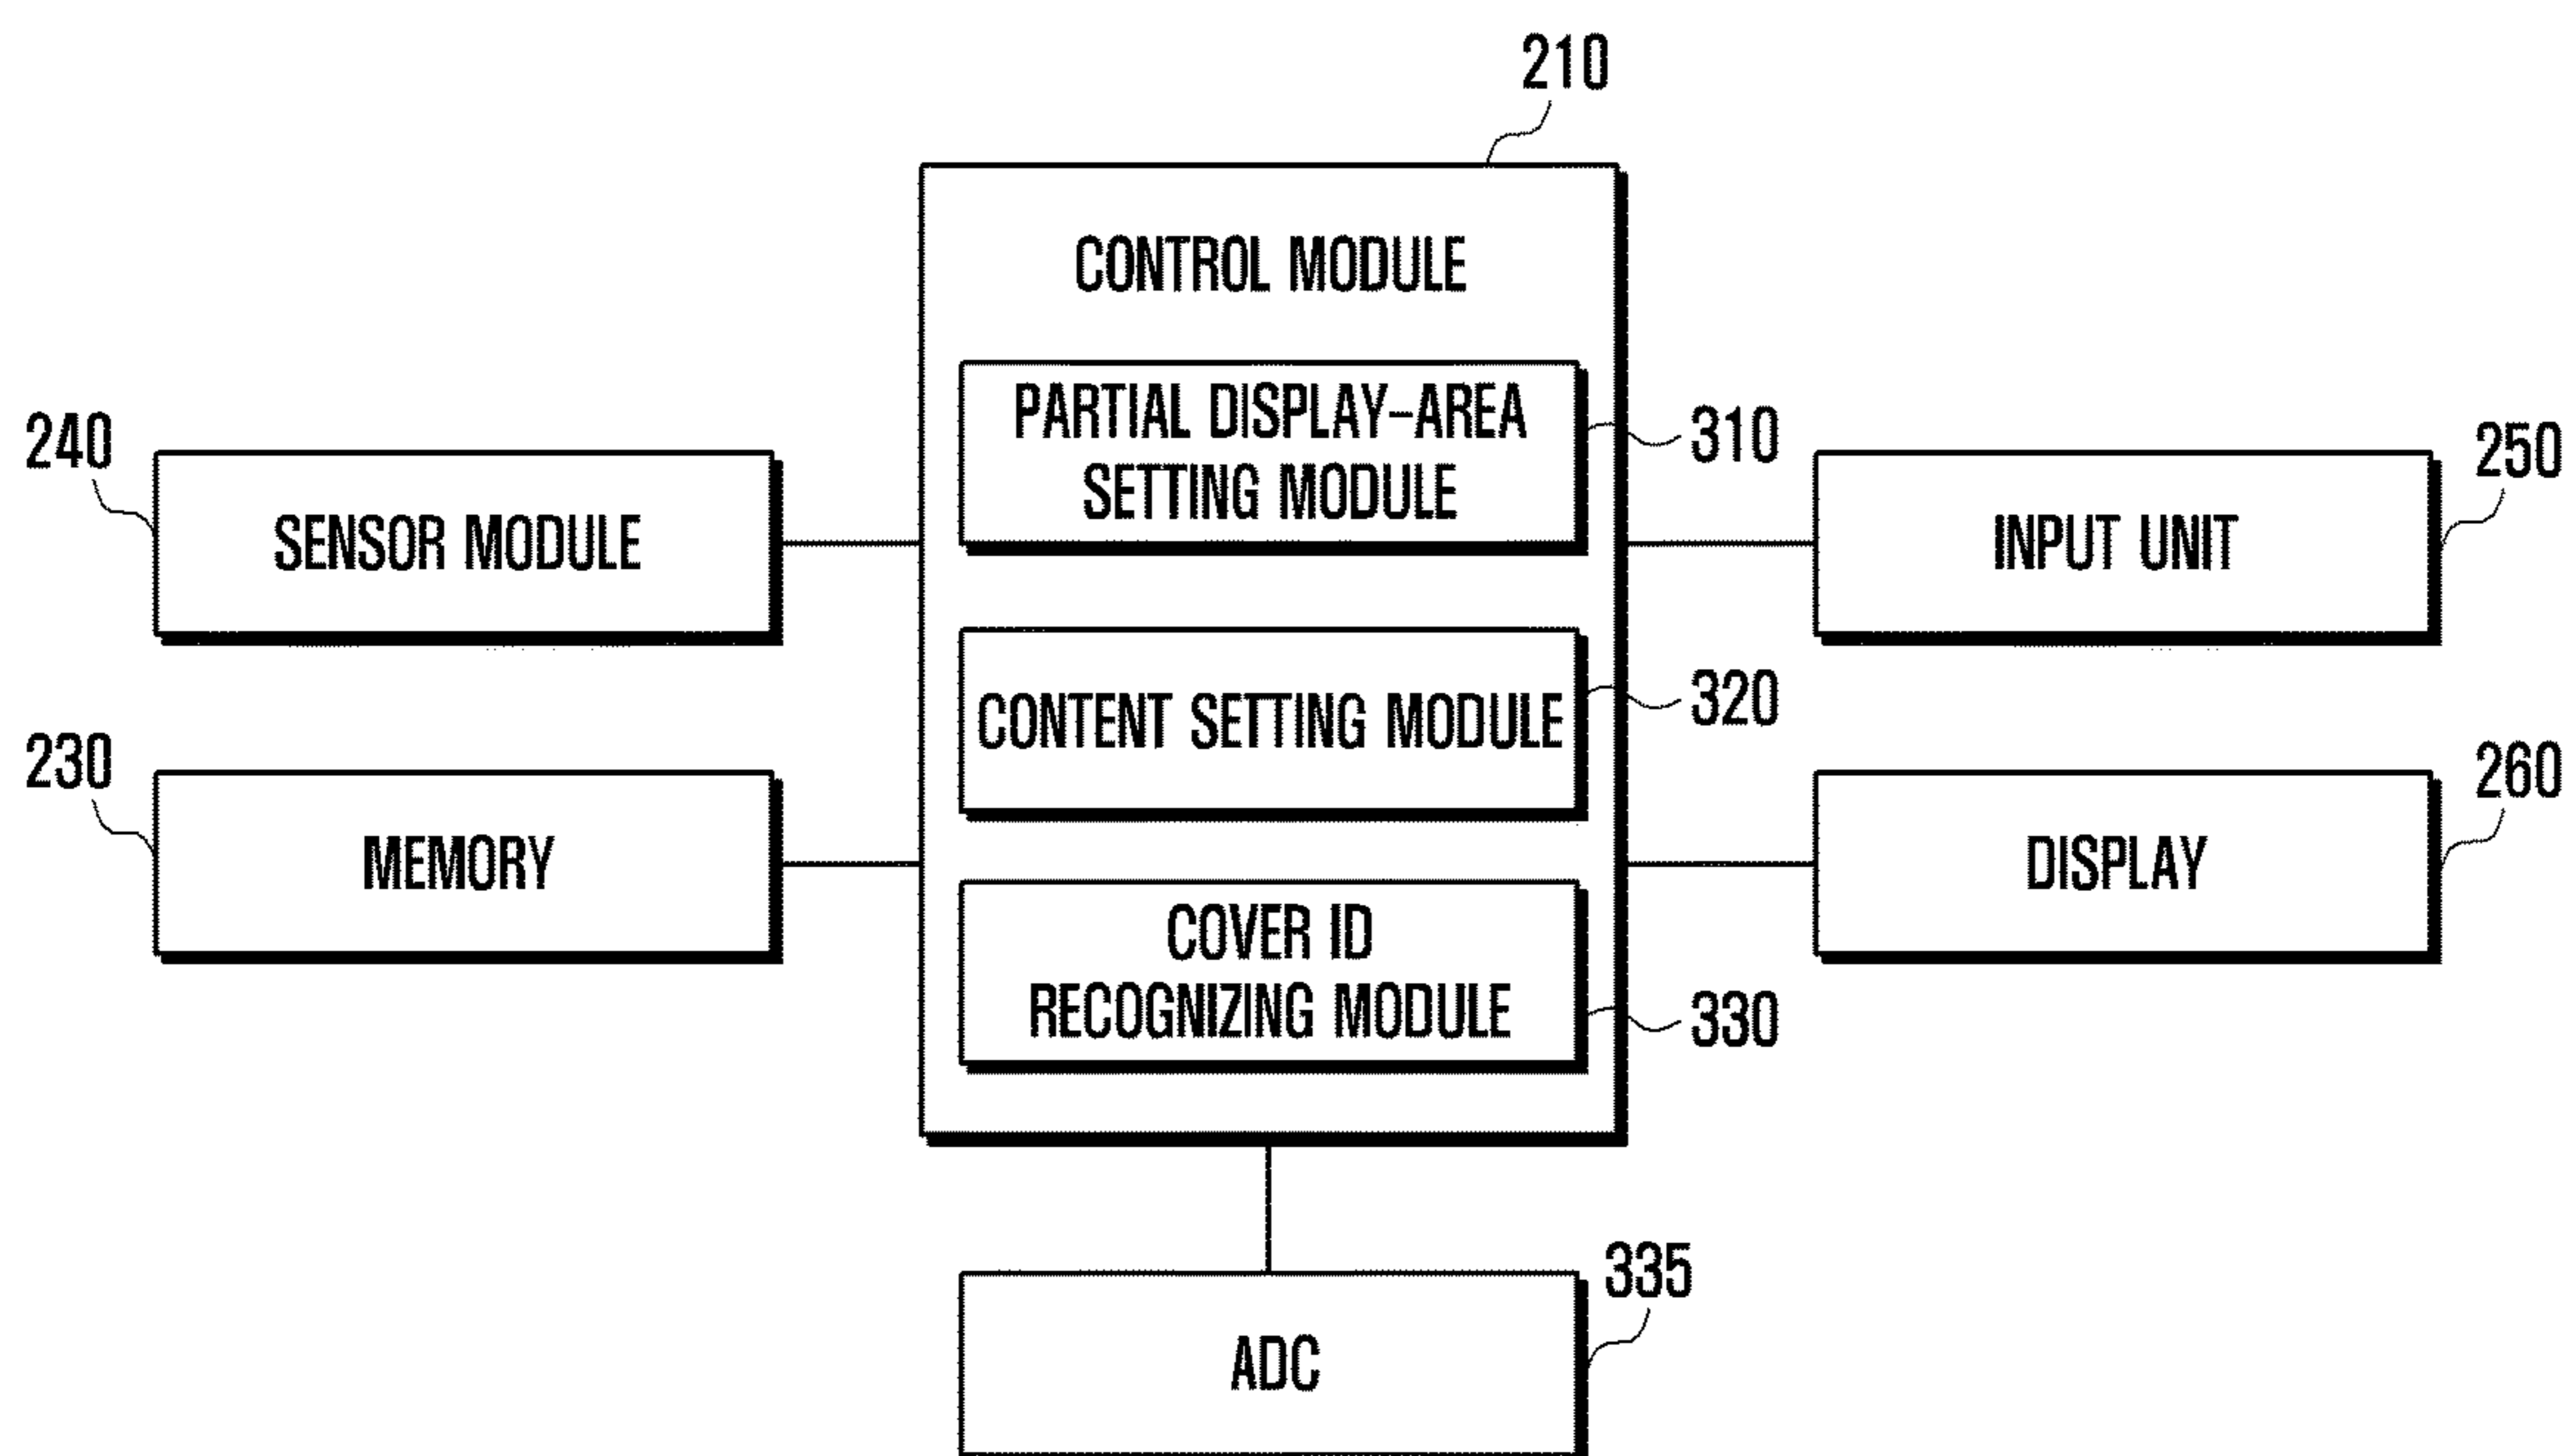 210
CONTROL MODULE
PARTIAL DISPLAY-AREA
SETTING MODULE
310
240
SENSOR MODULE
250
INPUT UNIT
CONTENT SETTING MODULE
320
230
MEMORY
260
DISPLAY
COVER ID
RECOGNIZING MODULE
330
335
ADC